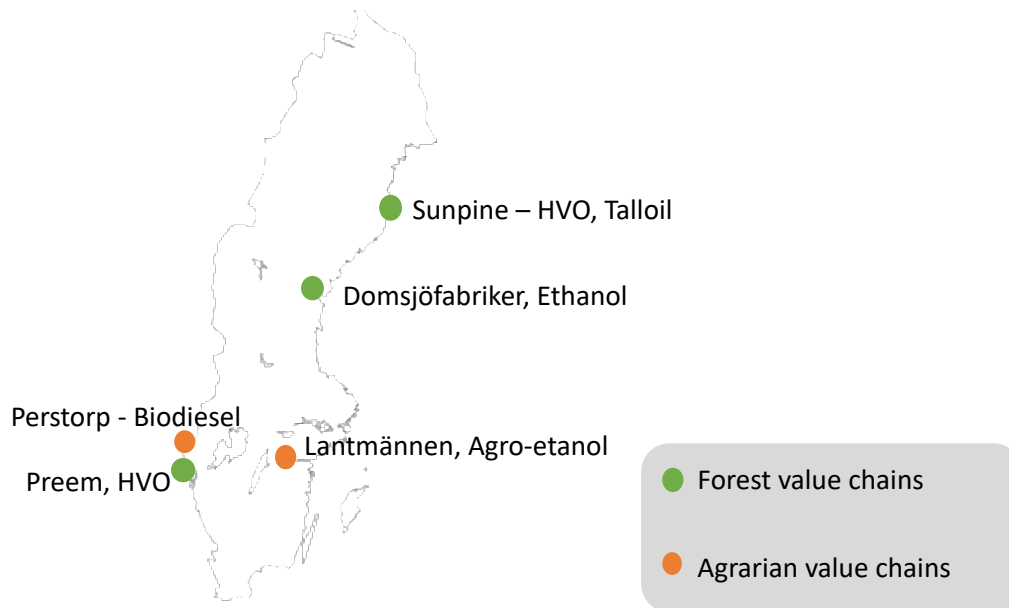 Sunpine – HVO, Talloil
Domsjöfabriker, Ethanol
Perstorp - Biodiesel
Lantmännen, Agro-etanol
Preem, HVO
Forest value chains
Agrarian value chains